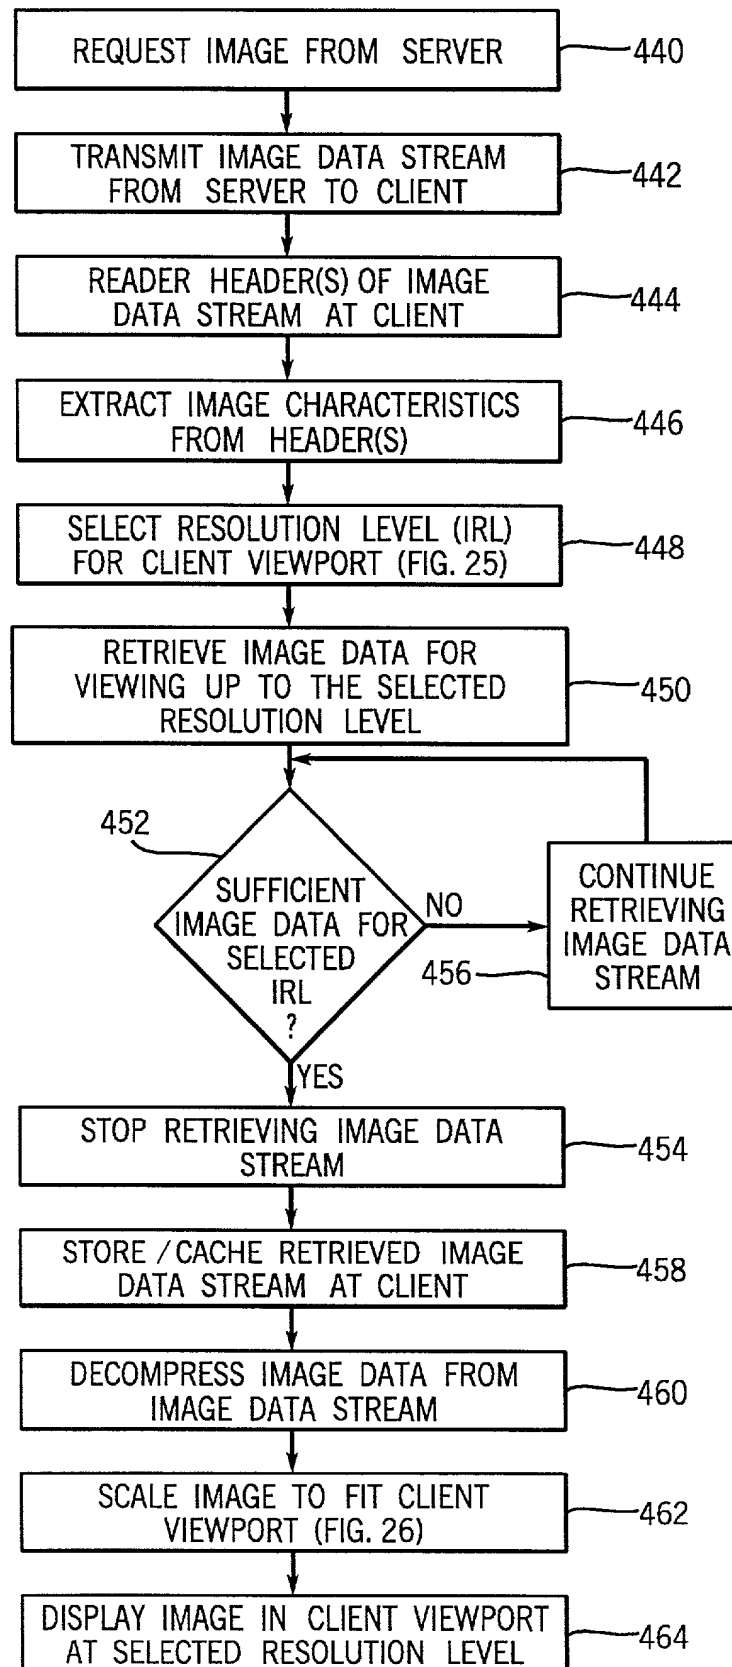 REQUEST IMAGE FROM SERVER
440
TRANSMIT IMAGE DATA STREAM
FROM SERVER TO CLIENT
442
READER HEADER(S) OF IMAGE
DATA STREAM AT CLIENT
444
EXTRACT IMAGE CHARACTERISTICS
FROM HEADER(S)
446
SELECT RESOLUTION LEVEL (IRL)
FOR CLIENT VIEWPORT (FIG. 25)
448
RETRIEVE IMAGE DATA FOR
VIEWING UP TO THE SELECTED
RESOLUTION LEVEL
450
452
SUFFICIENT
IMAGE DATA FOR
SELECTED
IRL
?
NO
CONTINUE
RETRIEVING
IMAGE DATA
STREAM
456
YES
STOP RETRIEVING IMAGE DATA
STREAM
454
STORE / CACHE RETRIEVED IMAGE
DATA STREAM AT CLIENT
458
DECOMPRESS IMAGE DATA FROM
IMAGE DATA STREAM
460
SCALE IMAGE TO FIT CLIENT
VIEWPORT (FIG. 26)
462
DISPLAY IMAGE IN CLIENT VIEWPORT
AT SELECTED RESOLUTION LEVEL
464